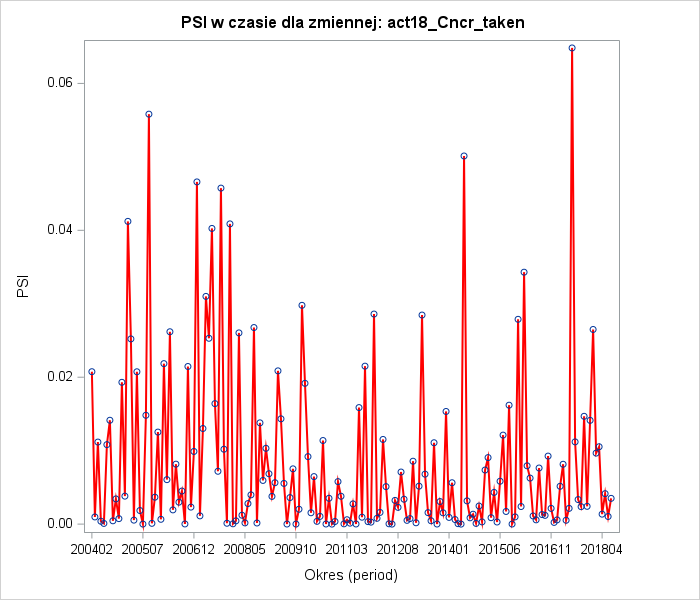 PSI w czasie dla zmiennej: act18_Cncr_taken
0.06
0.04
PSI
0.02
0.00
200402 200507 200612 200805 200910 201103 201208 201401 201506 201611 201804
Okres (period)